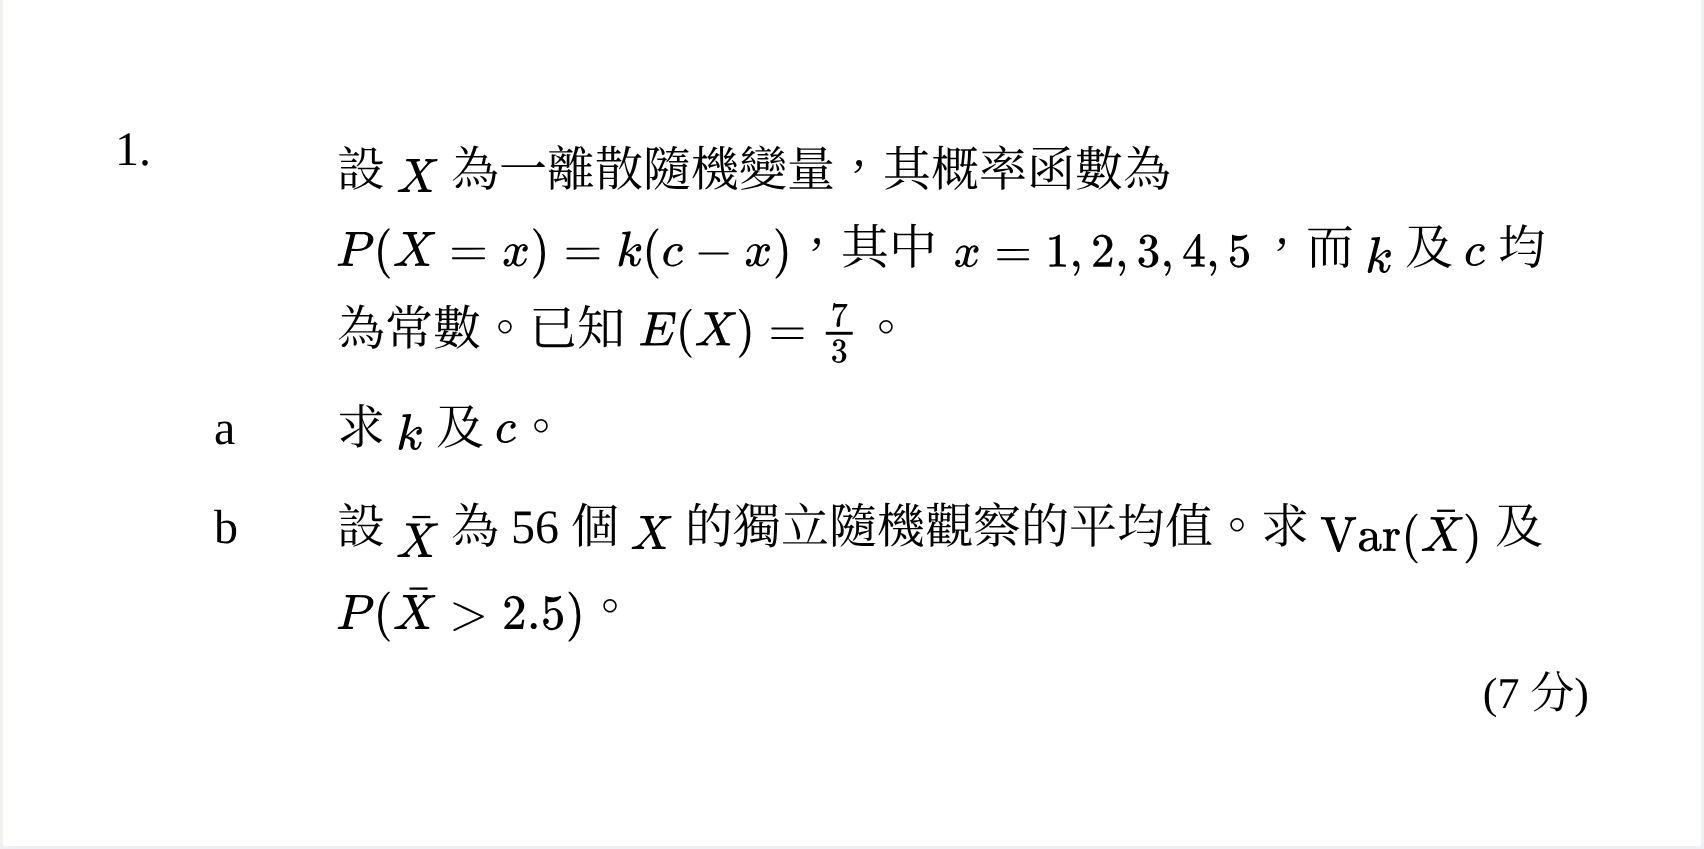 1. 設 X 為一離散隨機變量，其概率函數為
P(X = x) = k(c − x)，其中 x = 1, 2, 3, 4, 5，而 k 及 c 均
為常數。已知 E(X) = 7/3。
a 求 k 及 c。
b 設 X̄ 為 56 個 X 的獨立隨機觀察的平均值。求 Var(X̄) 及
P(X̄ > 2.5)。
(7 分)